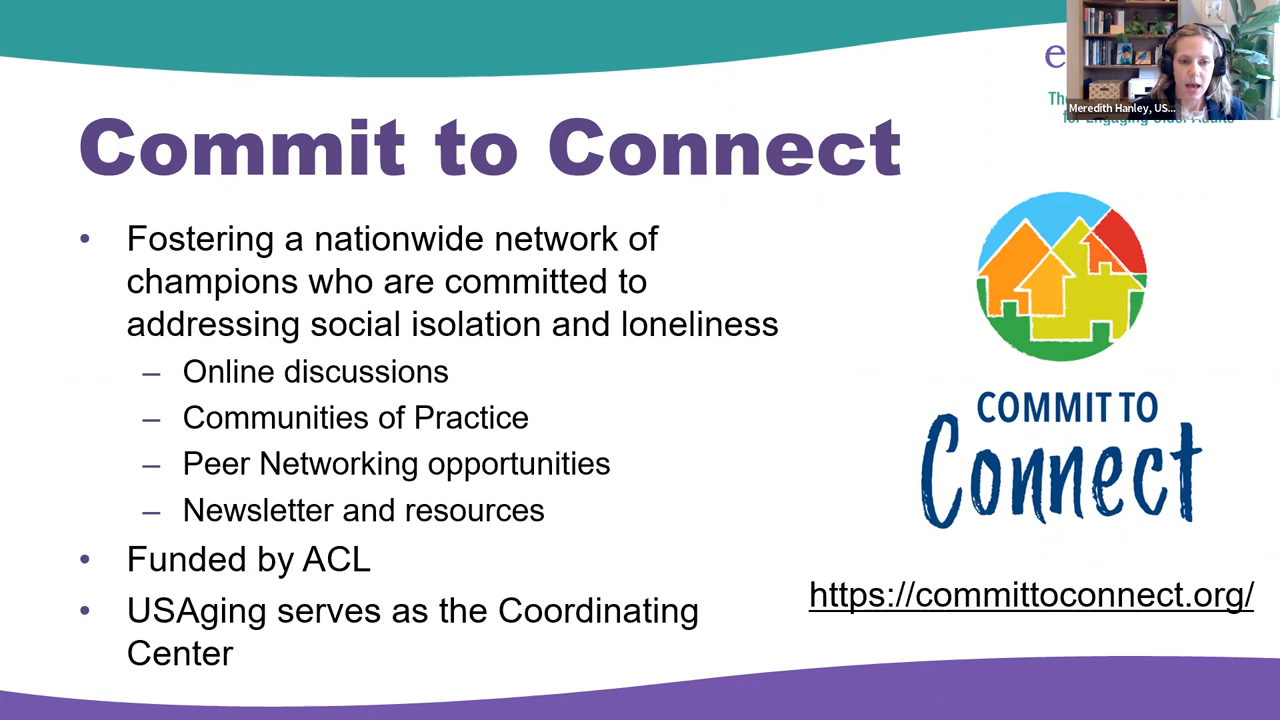 Commit to Connect
• Fostering a nationwide network of
champions who are committed to
addressing social isolation and loneliness
– Online discussions
– Communities of Practice
– Peer Networking opportunities
– Newsletter and resources
• Funded by ACL
• USAging serves as the Coordinating
Center
Meredith Hanley, US...
COMMIT TO
Connect
https://committoconnect.org/